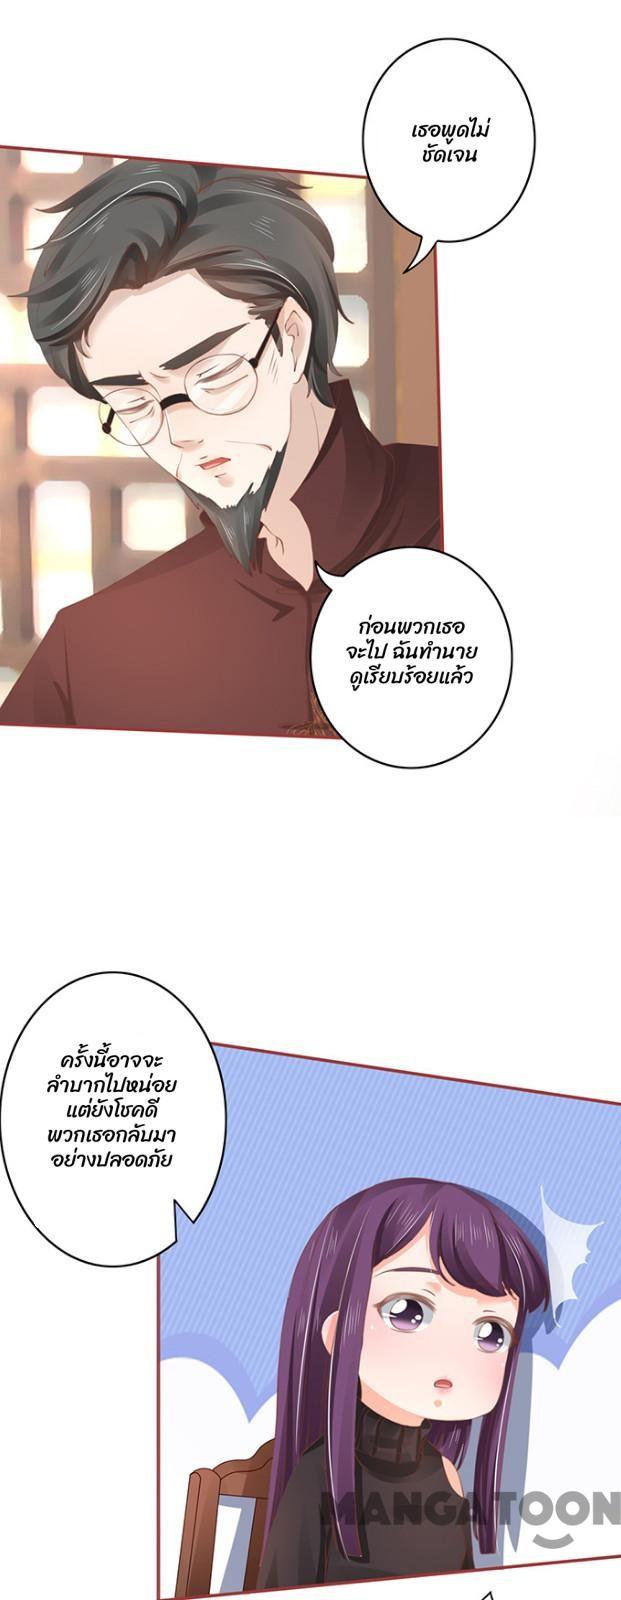 เธอพูดไม่
ชัดเจน
ก่อนพวกเธอ
จะไป ฉันทำนาย
ดูเรียบร้อยแล้ว
ครั้งนี้อาจจะ
ลำบากไปหน่อย
แต่ยังโชคดี
พวกเธอกลับมา
อย่างปลอดภัย
MANGATOON